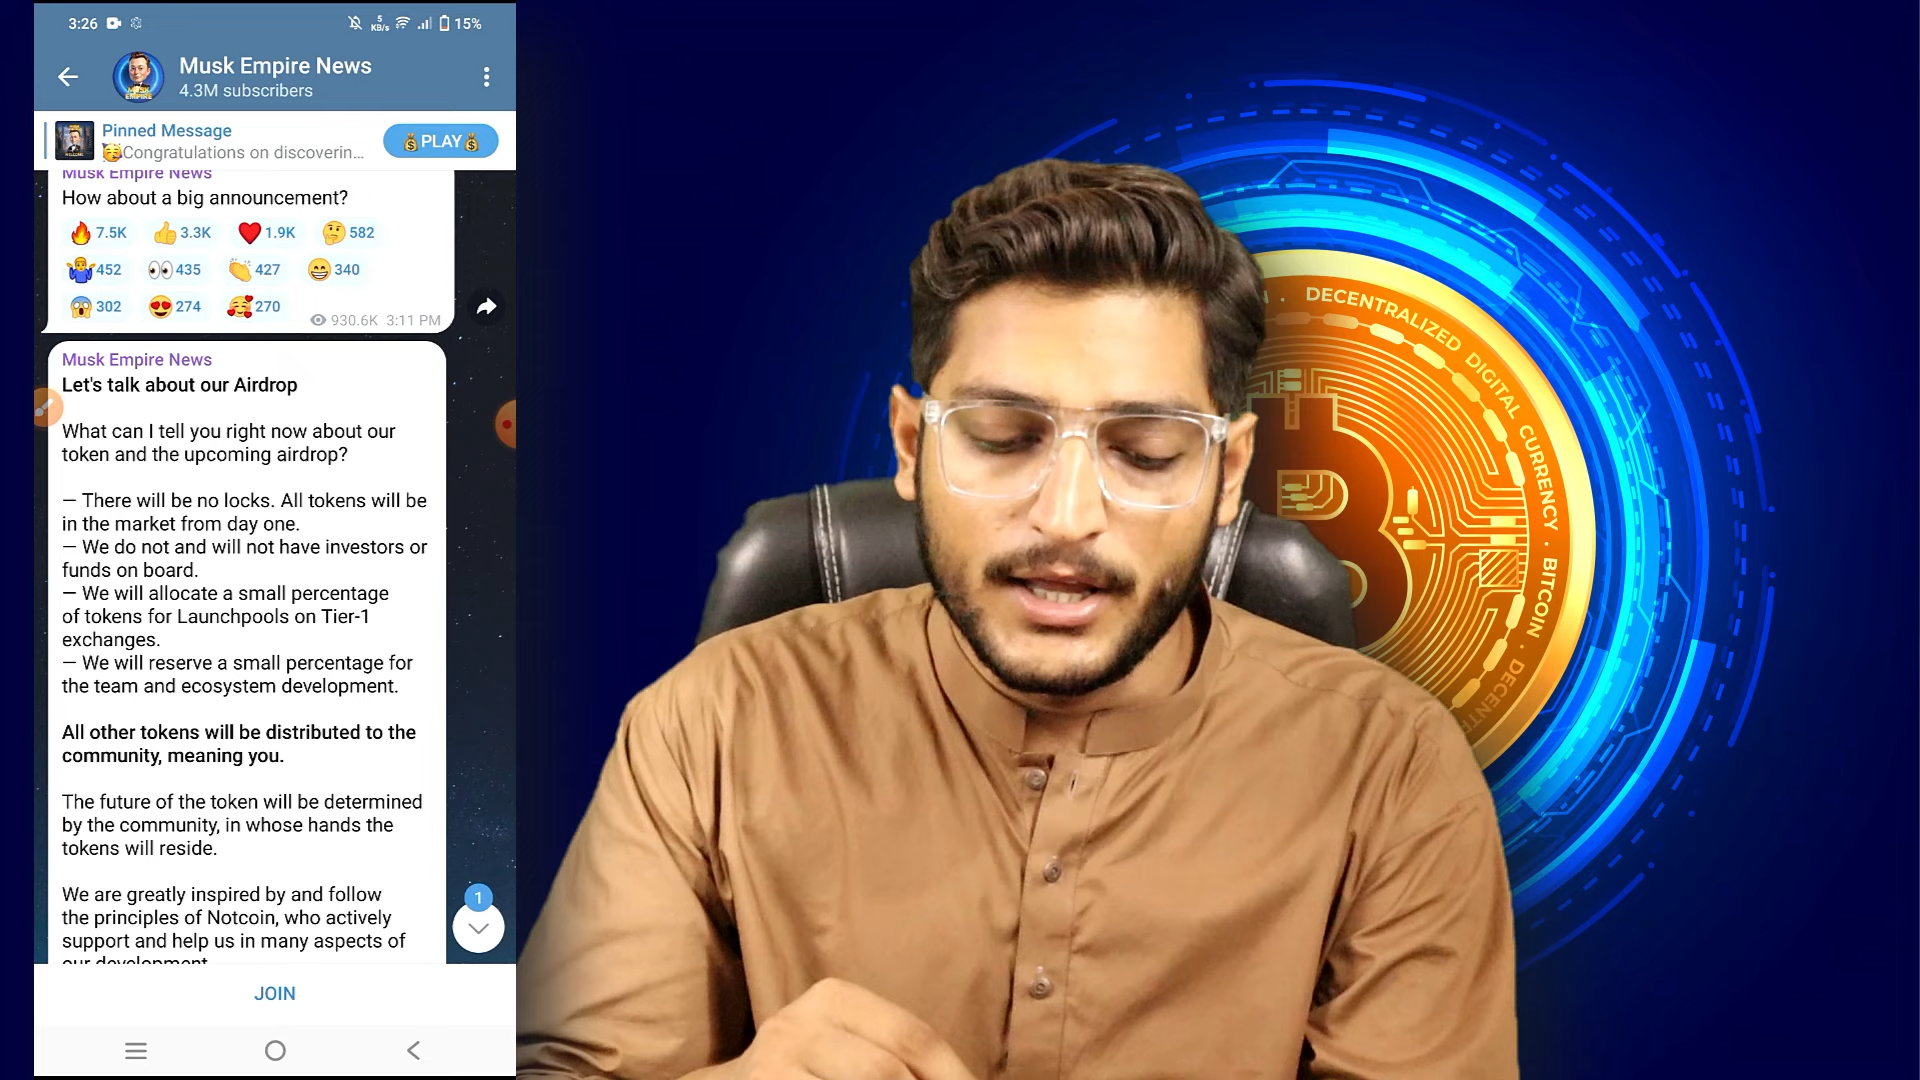 3:26
5
KB/s
15%
Musk Empire News
4.3M subscribers
Pinned Message
🥳Congratulations on discoverin...
💰PLAY💰
Musk Empire News
How about a big announcement?
🔥 7.5K 👍 3.3K ❤️ 1.9K 🤔 582
🤷‍♂️ 452 👀 435 👏 427 😁 340
😱 302 😍 274 🥰 270
930.6K 3:11 PM
Musk Empire News
Let's talk about our Airdrop
What can I tell you right now about our
token and the upcoming airdrop?
— There will be no locks. All tokens will be
in the market from day one.
— We do not and will not have investors or
funds on board.
— We will allocate a small percentage
of tokens for Launchpools on Tier-1
exchanges.
— We will reserve a small percentage for
the team and ecosystem development.
All other tokens will be distributed to the
community, meaning you.
The future of the token will be determined
by the community, in whose hands the
tokens will reside.
We are greatly inspired by and follow
the principles of Notcoin, who actively
support and help us in many aspects of
our development
1
JOIN
. DECENTRALIZED DIGITAL CURRENCY . BITCOIN .